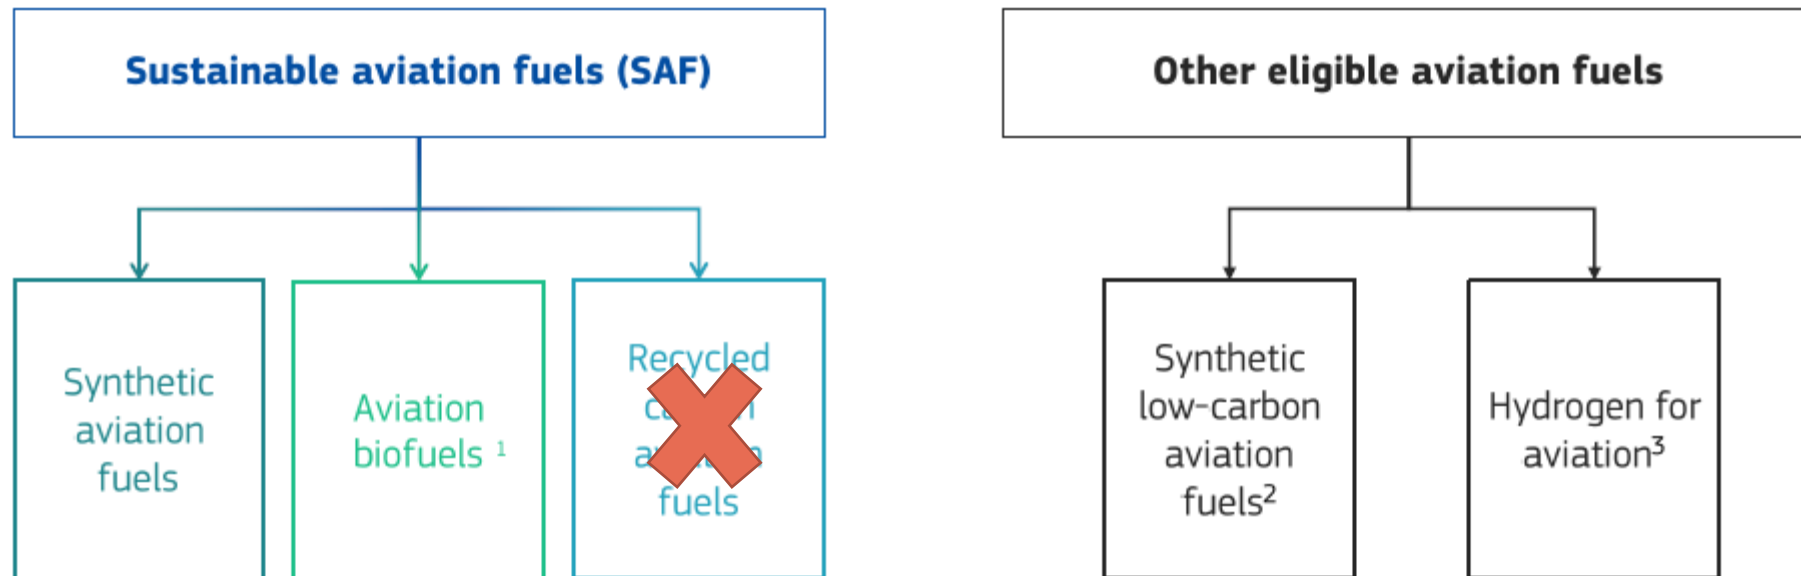 Sustainable aviation fuels (SAF)
Other eligible aviation fuels
Synthetic
aviation
fuels
Aviation
biofuels ¹
Recycled
fuels
Synthetic
low-carbon
aviation
fuels²
Hydrogen for
aviation³